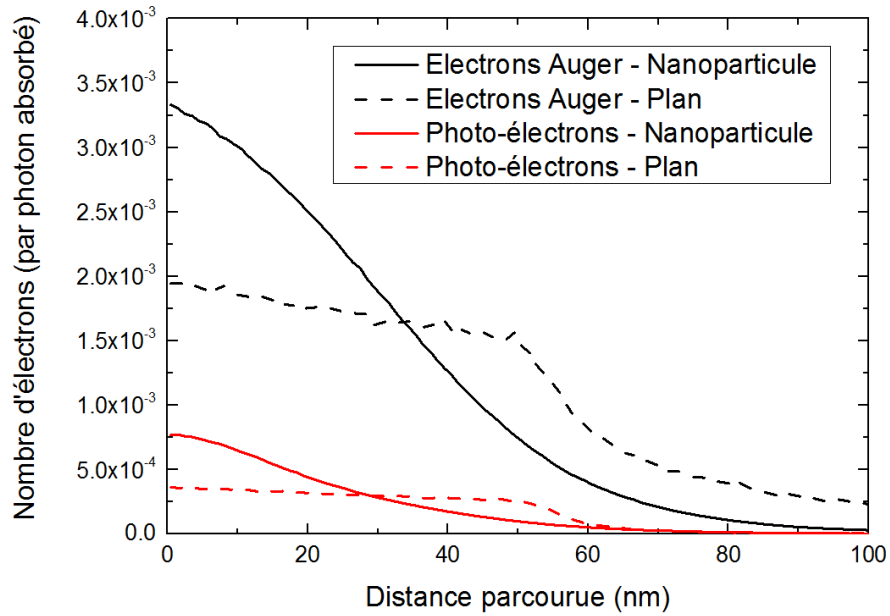 Nombre d'électrons (par photon absorbé)
4.0x10⁻³
3.5x10⁻³
3.0x10⁻³
2.5x10⁻³
2.0x10⁻³
1.5x10⁻³
1.0x10⁻³
5.0x10⁻⁴
0.0
Electrons Auger - Nanoparticule
Electrons Auger - Plan
Photo-électrons - Nanoparticule
Photo-électrons - Plan
0 20 40 60 80 100
Distance parcourue (nm)